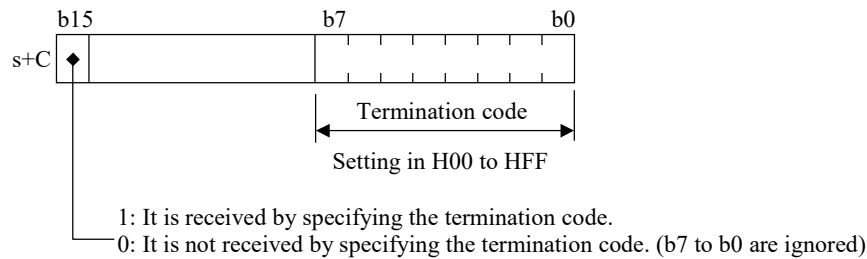 b15 b7 b0
s+C
Termination code
Setting in H00 to HFF
1: It is received by specifying the termination code.
0: It is not received by specifying the termination code. (b7 to b0 are ignored)